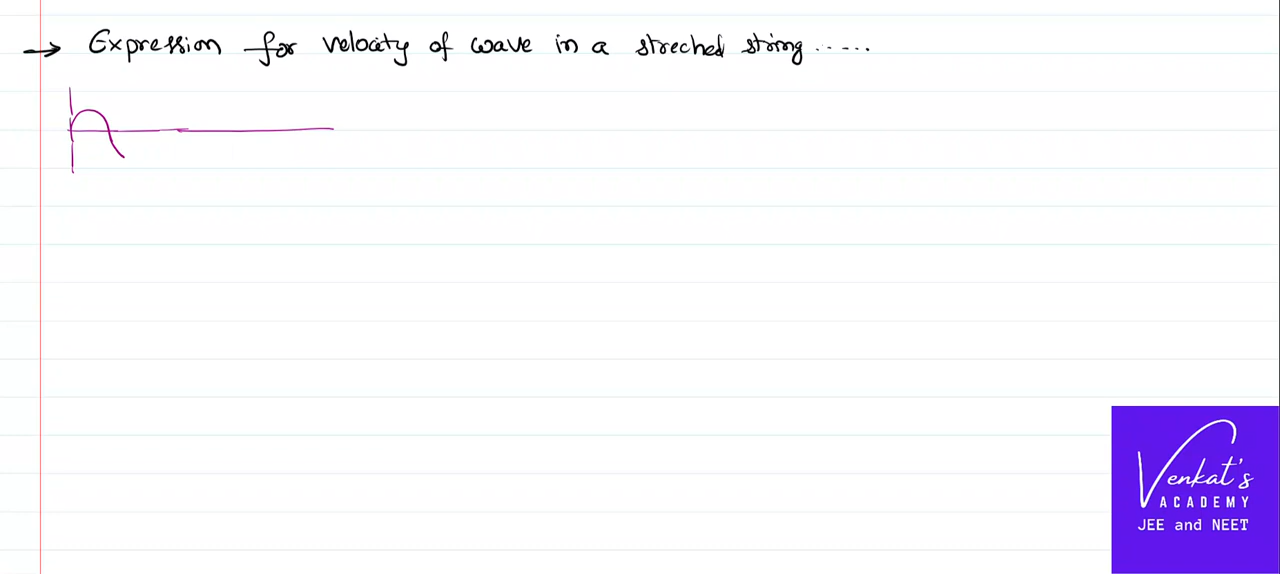 → Expression for velocity of wave in a streched string .....
Venkat's
ACADEMY
JEE and NEET